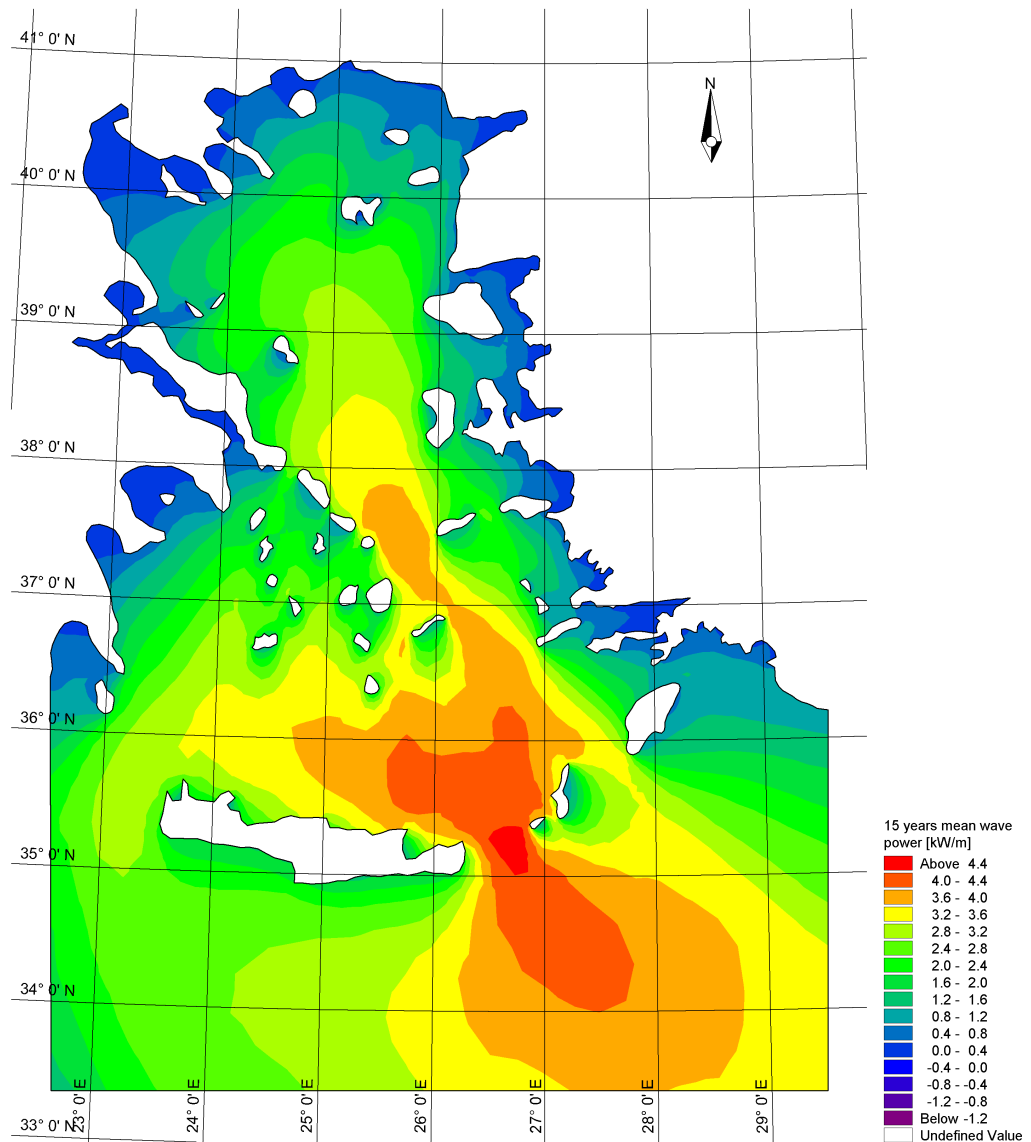 41° 0' N
N
40° 0' N
39° 0' N
38° 0' N
37° 0' N
36° 0' N
35° 0' N
34° 0' N
33° 0' N
23° 0' E
24° 0' E
25° 0' E
26° 0' E
27° 0' E
28° 0' E
29° 0' E
15 years mean wave
power [kW/m]
Above 4.4
4.0 - 4.4
3.6 - 4.0
3.2 - 3.6
2.8 - 3.2
2.4 - 2.8
2.0 - 2.4
1.6 - 2.0
1.2 - 1.6
0.8 - 1.2
0.4 - 0.8
0.0 - 0.4
-0.4 - 0.0
-0.8 - -0.4
-1.2 - -0.8
Below -1.2
Undefined Value